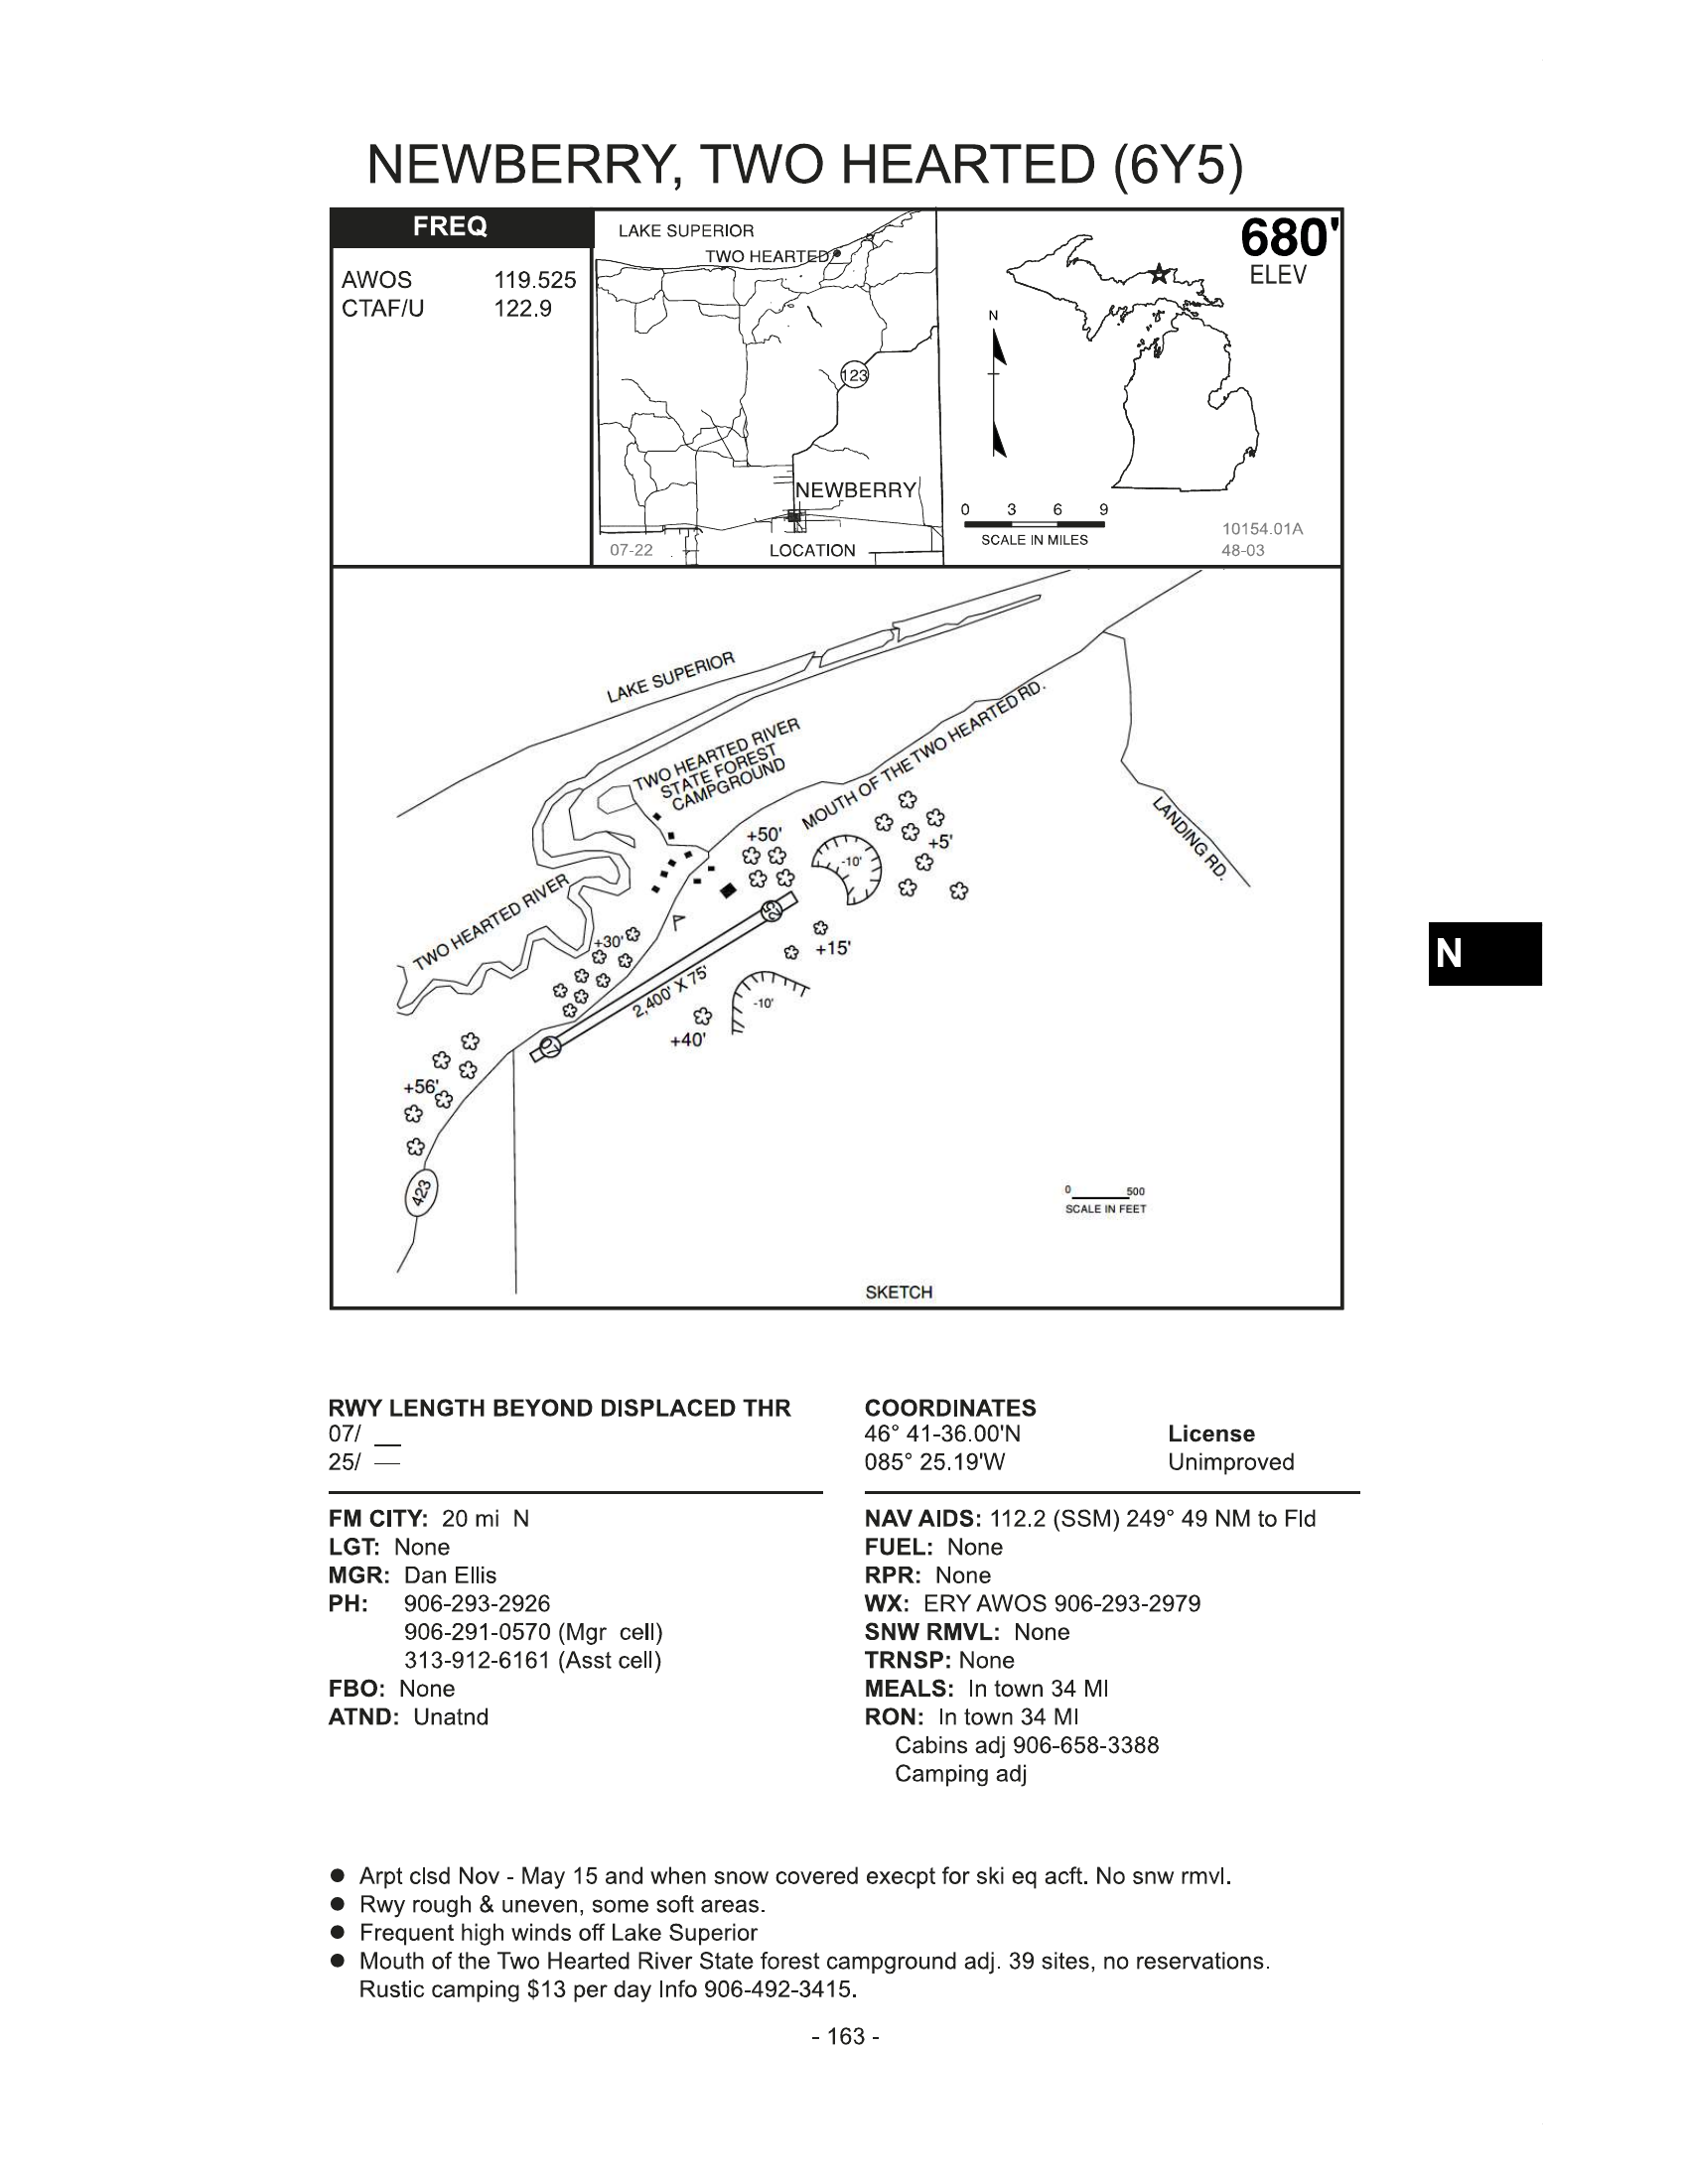 NEWBERRY, TWO HEARTED (6Y5)
FREQ
AWOS 119.525
CTAF/U 122.9
LAKE SUPERIOR
TWO HEARTED
123
NEWBERRY
07-22
LOCATION
680'
ELEV
N
0 3 6 9
SCALE IN MILES
10154.01A
48-03
LAKE SUPERIOR
TWO HEARTED RIVER
STATE FOREST
CAMPGROUND
MOUTH OF THE TWO HEARTED RD.
LANDING RD.
+50'
-10'
+5'
TWO HEARTED RIVER
25
+30'
+15'
2,400' X 75'
-10'
+40'
07
+56'
423
0 500
SCALE IN FEET
SKETCH
N
RWY LENGTH BEYOND DISPLACED THR
07/ __
25/ —
COORDINATES
46° 41-36.00'N
085° 25.19'W
License
Unimproved
FM CITY: 20 mi N
LGT: None
MGR: Dan Ellis
PH: 906-293-2926
906-291-0570 (Mgr cell)
313-912-6161 (Asst cell)
FBO: None
ATND: Unatnd
NAV AIDS: 112.2 (SSM) 249° 49 NM to Fld
FUEL: None
RPR: None
WX: ERY AWOS 906-293-2979
SNW RMVL: None
TRNSP: None
MEALS: In town 34 MI
RON: In town 34 MI
Cabins adj 906-658-3388
Camping adj
● Arpt clsd Nov - May 15 and when snow covered execpt for ski eq acft. No snw rmvl.
● Rwy rough & uneven, some soft areas.
● Frequent high winds off Lake Superior
● Mouth of the Two Hearted River State forest campground adj. 39 sites, no reservations.
Rustic camping $13 per day Info 906-492-3415.
- 163 -